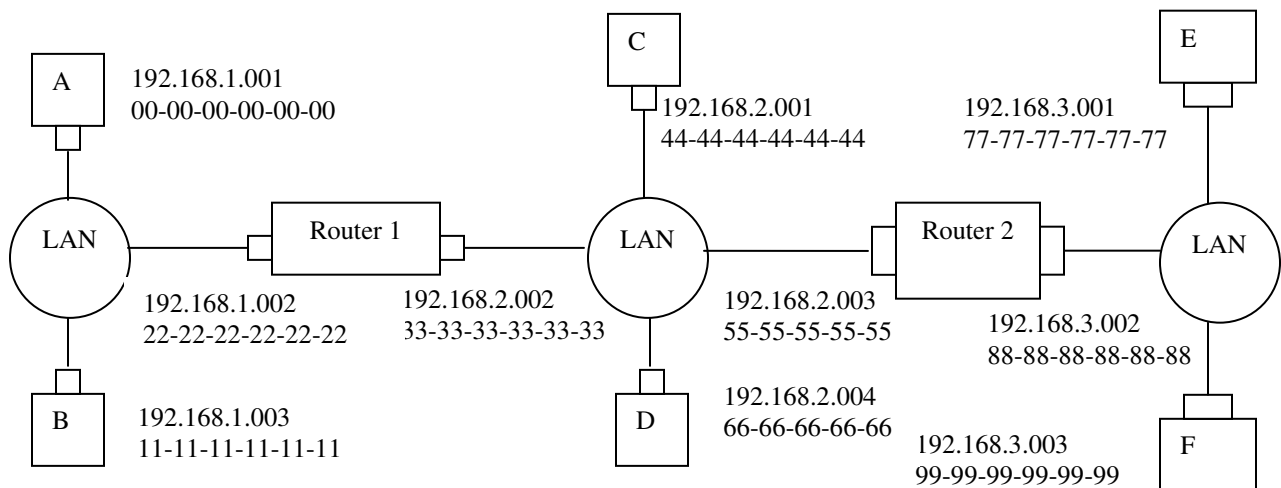 A
192.168.1.001
00-00-00-00-00-00
C
192.168.2.001
44-44-44-44-44-44
E
192.168.3.001
77-77-77-77-77-77
LAN
Router 1
LAN
Router 2
LAN
192.168.1.002
22-22-22-22-22-22
192.168.2.002
33-33-33-33-33-33
192.168.2.003
55-55-55-55-55
192.168.3.002
88-88-88-88-88-88
B
192.168.1.003
11-11-11-11-11-11
D
192.168.2.004
66-66-66-66-66
192.168.3.003
99-99-99-99-99-99
F